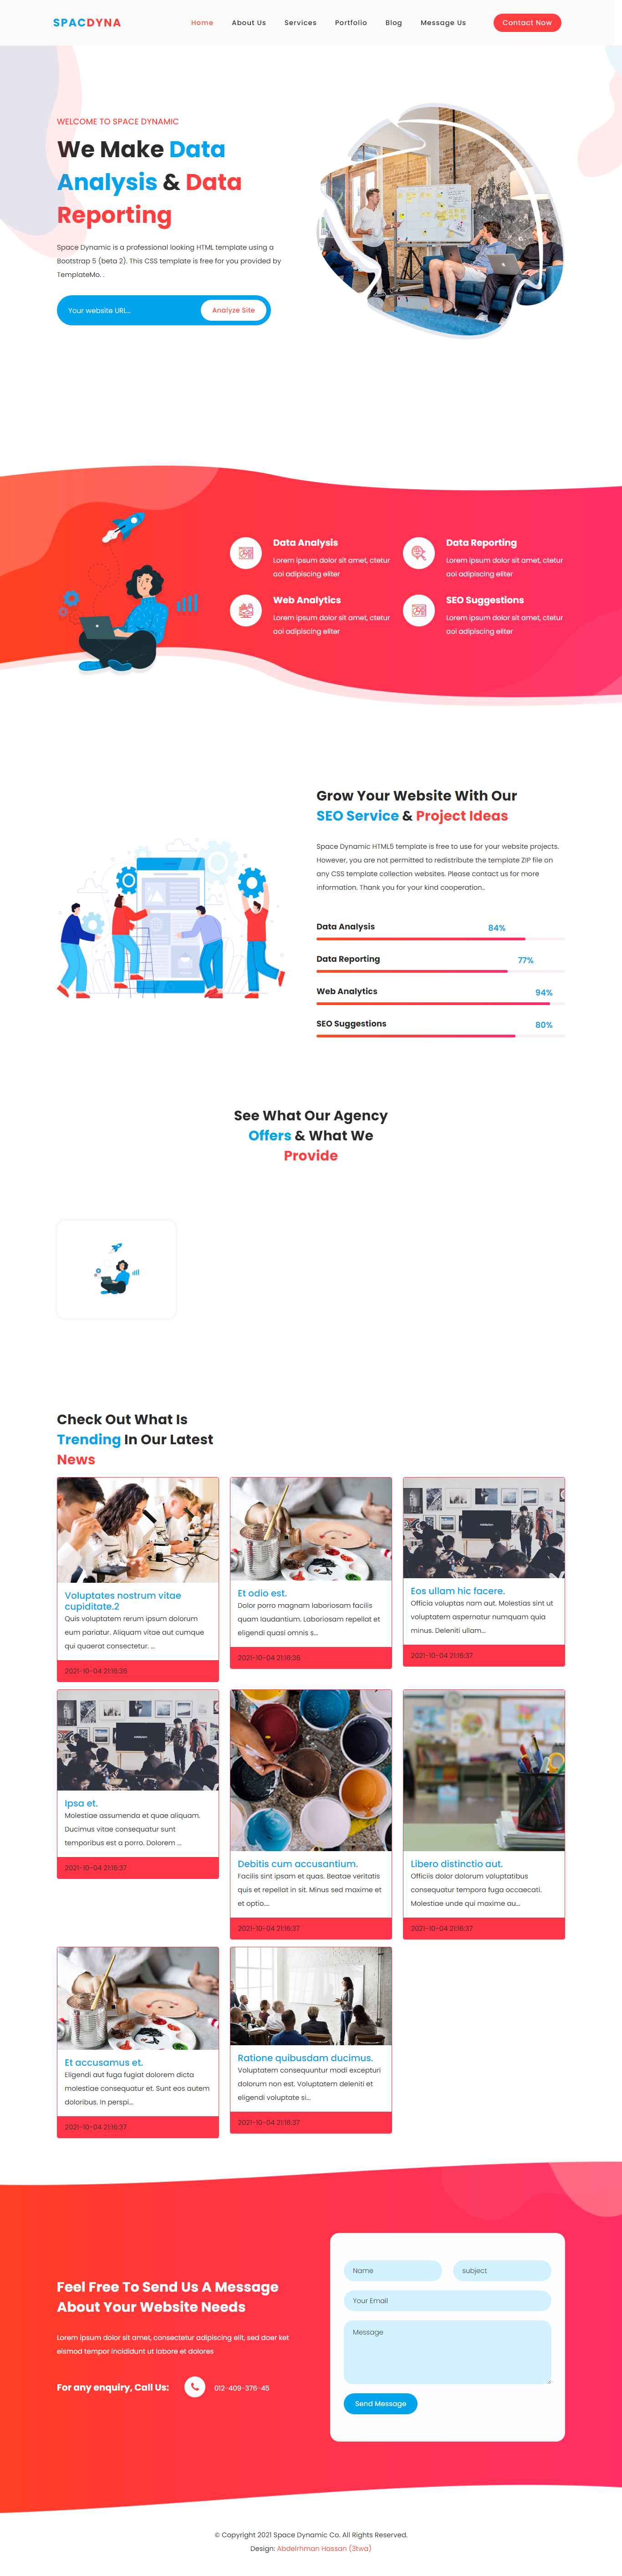 SPACDYNA
Home About Us Services Portfolio Blog Message Us Contact Now
WELCOME TO SPACE DYNAMIC
We Make Data
Analysis & Data
Reporting
Space Dynamic is a professional looking HTML template using a
Bootstrap 5 (beta 2). This CSS template is free for you provided by
TemplateMo. .
Your website URL...
Analyze Site
Data Analysis
Lorem ipsum dolor sit amet, ctetur
aoi adipiscing eliter
Data Reporting
Lorem ipsum dolor sit amet, ctetur
aoi adipiscing eliter
Web Analytics
Lorem ipsum dolor sit amet, ctetur
aoi adipiscing eliter
SEO Suggestions
Lorem ipsum dolor sit amet, ctetur
aoi adipiscing eliter
Grow Your Website With Our
SEO Service & Project Ideas
Space Dynamic HTML5 template is free to use for your website projects.
However, you are not permitted to redistribute the template ZIP file on
any CSS template collection websites. Please contact us for more
information. Thank you for your kind cooperation..
Data Analysis 84%
Data Reporting 77%
Web Analytics 94%
SEO Suggestions 80%
See What Our Agency
Offers & What We
Provide
Check Out What Is
Trending In Our Latest
News
Voluptates nostrum vitae
cupiditate.2
Quis voluptatem rerum ipsum dolorum
eum pariatur. Aliquam vitae aut cumque
qui quaerat consectetur. ...
2021-10-04 21:16:36
Et odio est.
Dolor porro magnam laboriosam facilis
quam laudantium. Laboriosam repellat et
eligendi quasi omnis s...
2021-10-04 21:16:36
Eos ullam hic facere.
Officia voluptas nam aut. Molestias sint ut
voluptatem aspernatur numquam quia
minus. Deleniti ullam...
2021-10-04 21:16:37
Ipsa et.
Molestiae assumenda et quae aliquam.
Ducimus vitae consequatur sunt
temporibus est a porro. Dolorem ...
2021-10-04 21:16:37
Debitis cum accusantium.
Facilis sint ipsam et quas. Beatae veritatis
quis et repellat in sit. Minus sed maxime et
et optio....
2021-10-04 21:16:37
Libero distinctio aut.
Officiis dolor dolorum voluptatibus
consequatur tempora fuga occaecati.
Molestiae unde qui maxime au...
2021-10-04 21:16:37
Et accusamus et.
Eligendi aut fuga fugiat dolorem dicta
molestiae consequatur et. Sunt eos autem
doloribus. In perspi...
2021-10-04 21:16:37
Ratione quibusdam ducimus.
Voluptatem consequuntur modi excepturi
dolorum non est. Voluptatem deleniti et
eligendi voluptate si...
2021-10-04 21:16:37
Feel Free To Send Us A Message
About Your Website Needs
Lorem ipsum dolor sit amet, consectetur adipiscing elit, sed doer ket
eismod tempor incididunt ut labore et dolores
For any enquiry, Call Us: 012-409-376-45
Name
subject
Your Email
Message
Send Message
© Copyright 2021 Space Dynamic Co. All Rights Reserved.
Design: Abdelrhman Hassan (3twa)